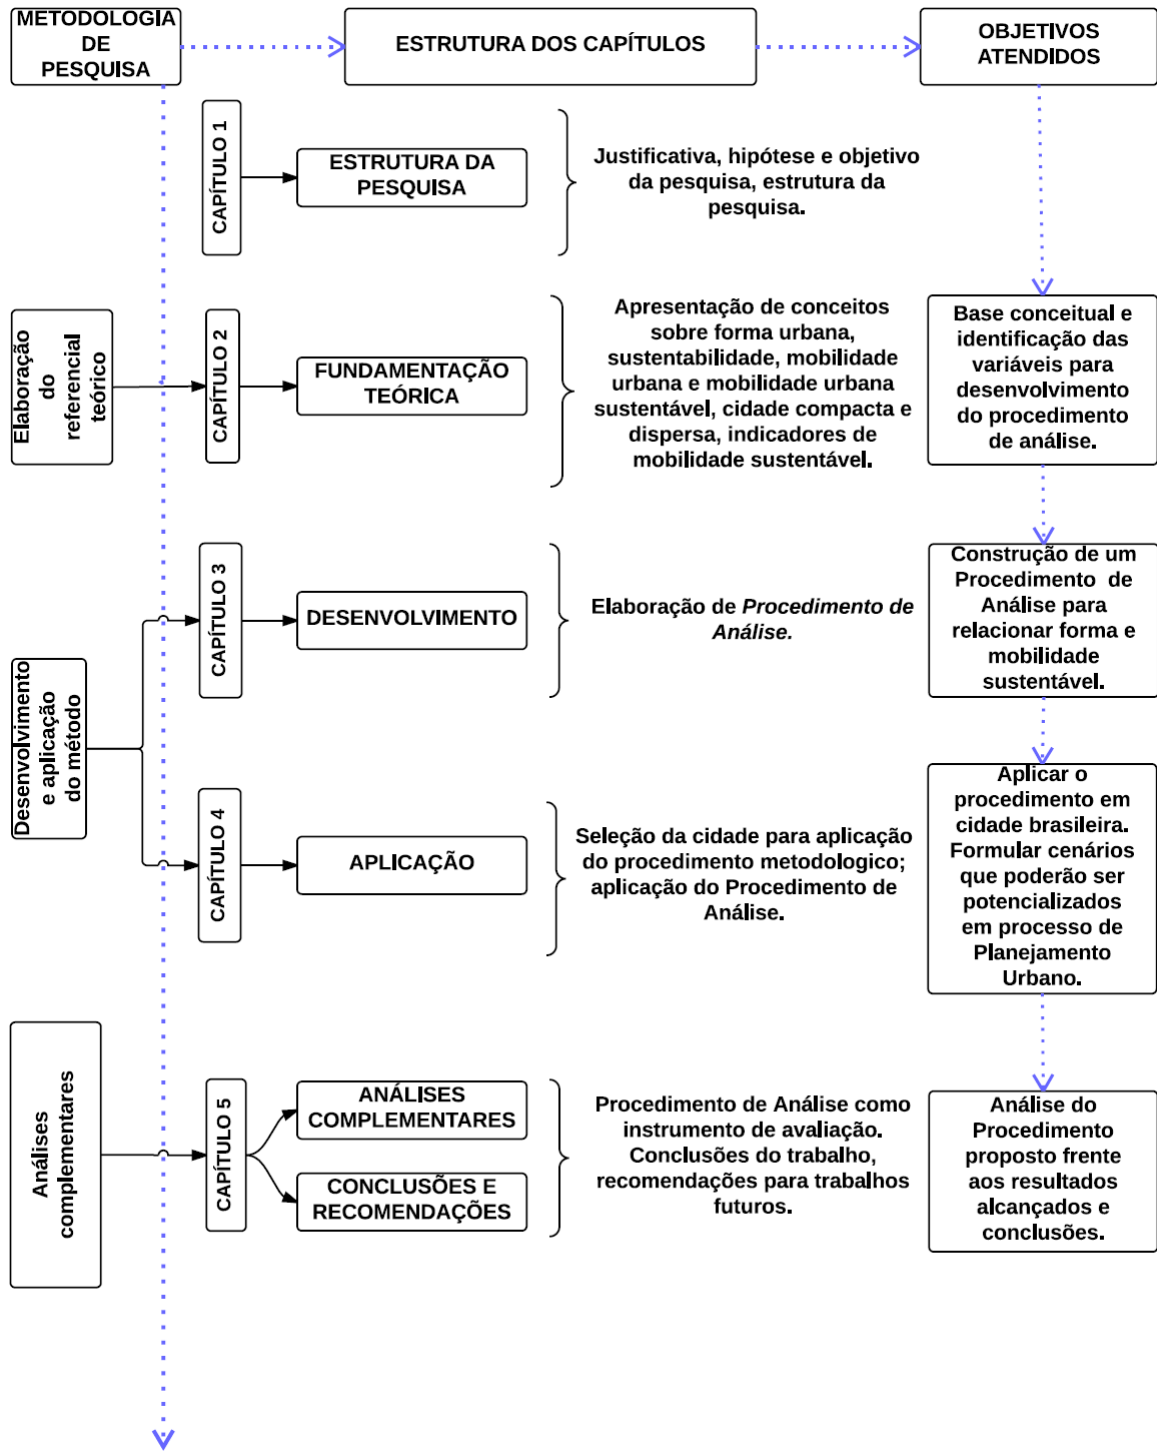 METODOLOGIA
DE
PESQUISA
ESTRUTURA DOS CAPÍTULOS
OBJETIVOS
ATENDIDOS
CAPÍTULO 1
ESTRUTURA DA
PESQUISA
Justificativa, hipótese e objetivo
da pesquisa, estrutura da
pesquisa.
Elaboração
do
referencial
teórico
CAPÍTULO 2
FUNDAMENTAÇÃO
TEÓRICA
Apresentação de conceitos
sobre forma urbana,
sustentabilidade, mobilidade
urbana e mobilidade urbana
sustentável, cidade compacta e
dispersa, indicadores de
mobilidade sustentável.
Base conceitual e
identificação das
variáveis para
desenvolvimento
do procedimento
de análise.
Desenvolvimento
e aplicação
do método
CAPÍTULO 3
DESENVOLVIMENTO
Elaboração de Procedimento de
Análise.
Construção de um
Procedimento de
Análise para
relacionar forma e
mobilidade
sustentável.
CAPÍTULO 4
APLICAÇÃO
Seleção da cidade para aplicação
do procedimento metodologico;
aplicação do Procedimento de
Análise.
Aplicar o
procedimento em
cidade brasileira.
Formular cenários
que poderão ser
potencializados
em processo de
Planejamento
Urbano.
Análises
complementares
CAPÍTULO 5
ANÁLISES
COMPLEMENTARES
CONCLUSÕES E
RECOMENDAÇÕES
Procedimento de Análise como
instrumento de avaliação.
Conclusões do trabalho,
recomendações para trabalhos
futuros.
Análise do
Procedimento
proposto frente
aos resultados
alcançados e
conclusões.